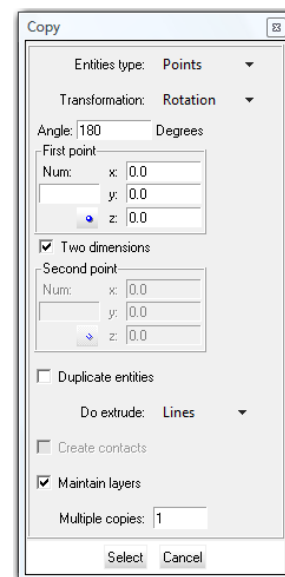 Copy
Entities type: Points
Transformation: Rotation
Angle: 180 Degrees
First point
Num: x: 0.0
y: 0.0
z: 0.0
Two dimensions
Second point
Num: x: 0.0
y: 0.0
z: 0.0
Duplicate entities
Do extrude: Lines
Create contacts
Maintain layers
Multiple copies: 1
Select Cancel